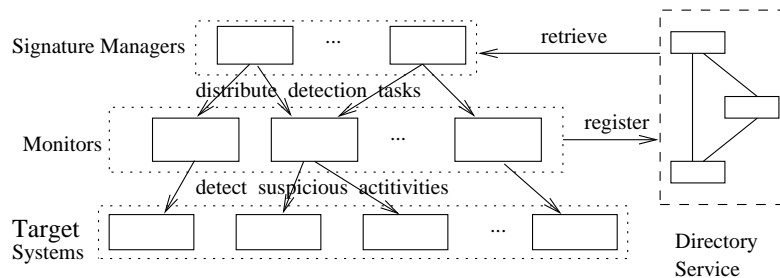 Signature Managers
...
retrieve
distribute detection tasks
Monitors
...
register
detect suspicious actitivities
Target
Systems
...
Directory
Service